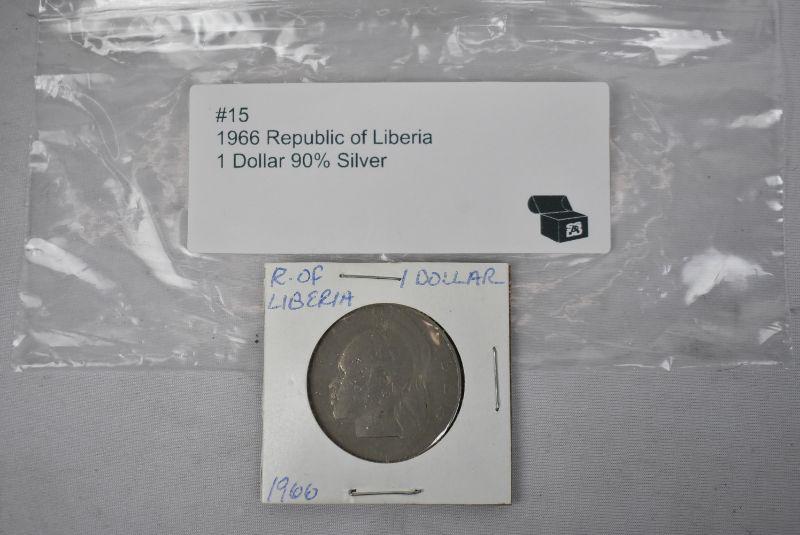 #15
1966 Republic of Liberia
1 Dollar 90% Silver
R. OF
1 DOLLAR
LIBERIA
1966